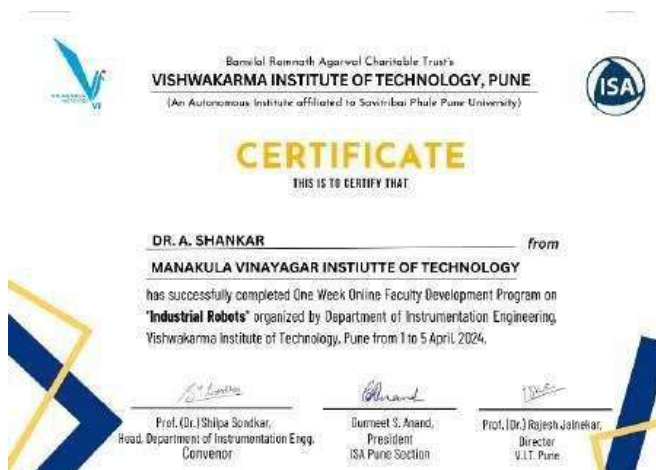 Bansilal Ramnath Agarwal Charitable Trust's
VISHWAKARMA INSTITUTE OF TECHNOLOGY, PUNE
(An Autonomous Institute affiliated to Savitribai Phule Pune University)
ISA
CERTIFICATE
THIS IS TO CERTIFY THAT
DR. A. SHANKAR from
MANAKULA VINAYAGAR INSTIUTTE OF TECHNOLOGY
has successfully completed One Week Online Faculty Development Program on
"Industrial Robots" organized by Department of Instrumentation Engineering,
Vishwakarma Institute of Technology, Pune from 1 to 5 April, 2024.
Prof. (Dr.) Shilpa Sondkar,
Head, Department of Instrumentation Engg.
Convenor
Gurmeet S. Anand,
President
ISA Pune Section
Prof. (Dr.) Rajesh Jalnekar,
Director
V.I.T. Pune